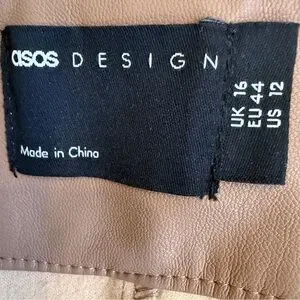 asos DESIGN
Made in China
UK 16
EU 44
US 12